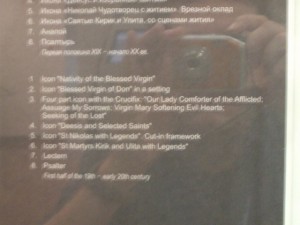 5. Икона «Николай Чудотворец с житием» Врезной оклад
6. Икона «Святые Кирик и Улита, со сценами жития»
7. Аналой
8. Псалтырь
Первая половина XIX – начало XX вв.
1 Icon "Nativity of the Blessed Virgin"
2 Icon "Blessed Virgin of Don" in a setting
3 Four part icon with the Crucifix: "Our Lady Comforter of the Afflicted;
Assuage My Sorrows; Virgin Mary Softening Evil Hearts;
Seeking of the Lost"
4 Icon "Deesis and Selected Saints"
5 Icon "St Nikolas with Legends". Cut-in framework
6 Icon "St Martyrs Kirik and Ulita with Legends"
7 Lectern
8 Psalter
First half of the 19th – early 20th century